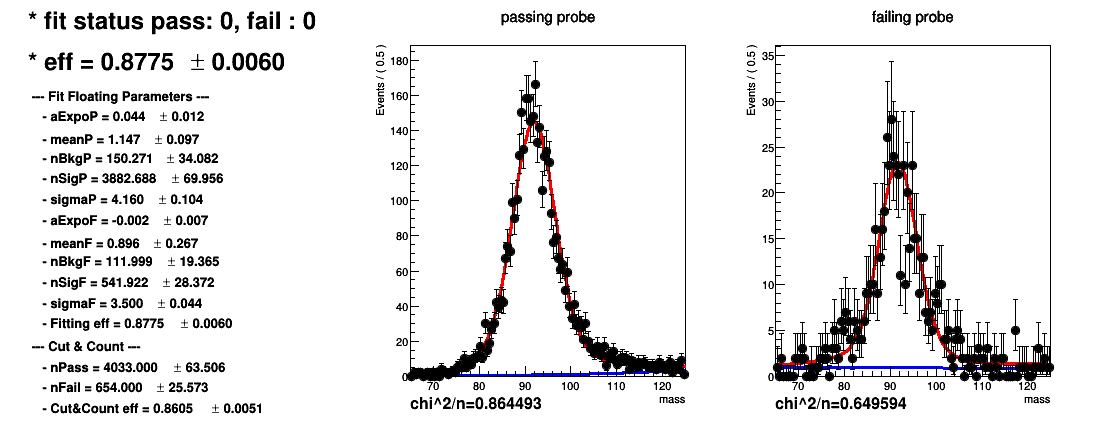 * fit status pass: 0, fail : 0
* eff = 0.8775 ± 0.0060
--- Fit Floating Parameters ---
- aExpoP = 0.044 ± 0.012
- meanP = 1.147 ± 0.097
- nBkgP = 150.271 ± 34.082
- nSigP = 3882.688 ± 69.956
- sigmaP = 4.160 ± 0.104
- aExpoF = -0.002 ± 0.007
- meanF = 0.896 ± 0.267
- nBkgF = 111.999 ± 19.365
- nSigF = 541.922 ± 28.372
- sigmaF = 3.500 ± 0.044
- Fitting eff = 0.8775 ± 0.0060
--- Cut & Count ---
- nPass = 4033.000 ± 63.506
- nFail = 654.000 ± 25.573
- Cut&Count eff = 0.8605 ± 0.0051
passing probe
Events / ( 0.5 )
180
160
140
120
100
80
60
40
20
0
70 80 90 100 110 120
mass
chi^2/n=0.864493
failing probe
Events / ( 0.5 )
35
30
25
20
15
10
5
0
70 80 90 100 110 120
mass
chi^2/n=0.649594